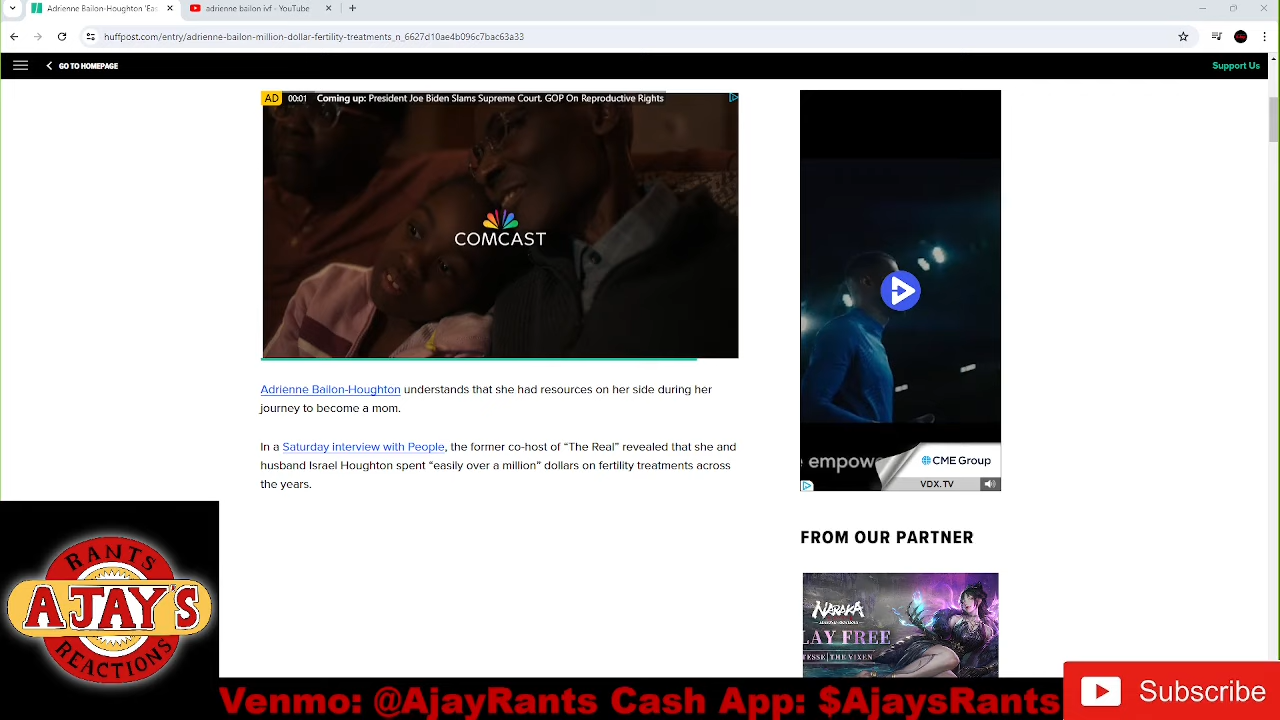 Adrienne Bailon-Houghton 'Eas
adrienne bailon ivf - YouTube
huffpost.com/entry/adrienne-bailon-million-dollar-fertility-treatments_n_6627d10ae4b096c7bac63a33
GO TO HOMEPAGE
Support Us
AD 00:01 Coming up: President Joe Biden Slams Supreme Court, GOP On Reproductive Rights
COMCAST
Adrienne Bailon-Houghton understands that she had resources on her side during her
journey to become a mom.
In a Saturday interview with People, the former co-host of “The Real” revealed that she and
husband Israel Houghton spent “easily over a million” dollars on fertility treatments across
the years.
e empow
CME Group
VDX.TV
FROM OUR PARTNER
NARAKA
LAY FREE
TESSE | THE VIXEN
RANTS
AJAY'S
REACTIONS
Venmo: @AjayRants Cash App: $AjaysRants
Subscribe